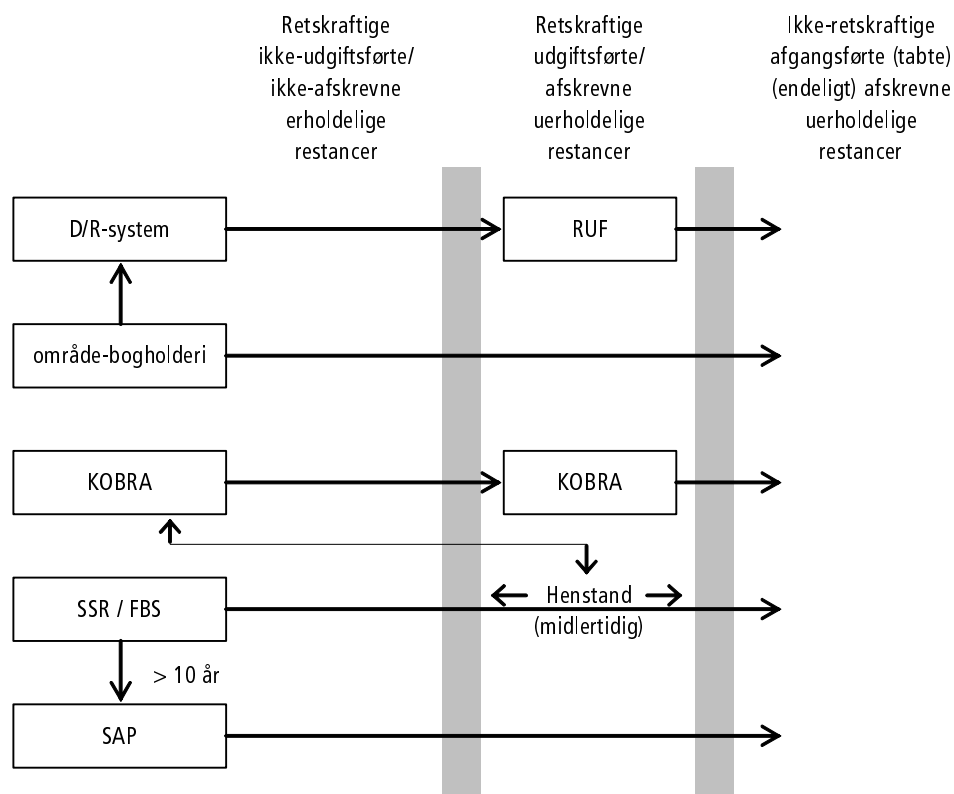 Retskraftige
ikke-udgiftsførte/
ikke-afskrevne
erholdelige
restancer
Retskraftige
udgiftsførte/
afskrevne
uerholdelige
restancer
Ikke-retskraftige
afgangsførte (tabte)
(endeligt) afskrevne
uerholdelige
restancer
D/R-system
RUF
område-bogholderi
KOBRA
KOBRA
SSR / FBS
Henstand
(midlertidig)
> 10 år
SAP